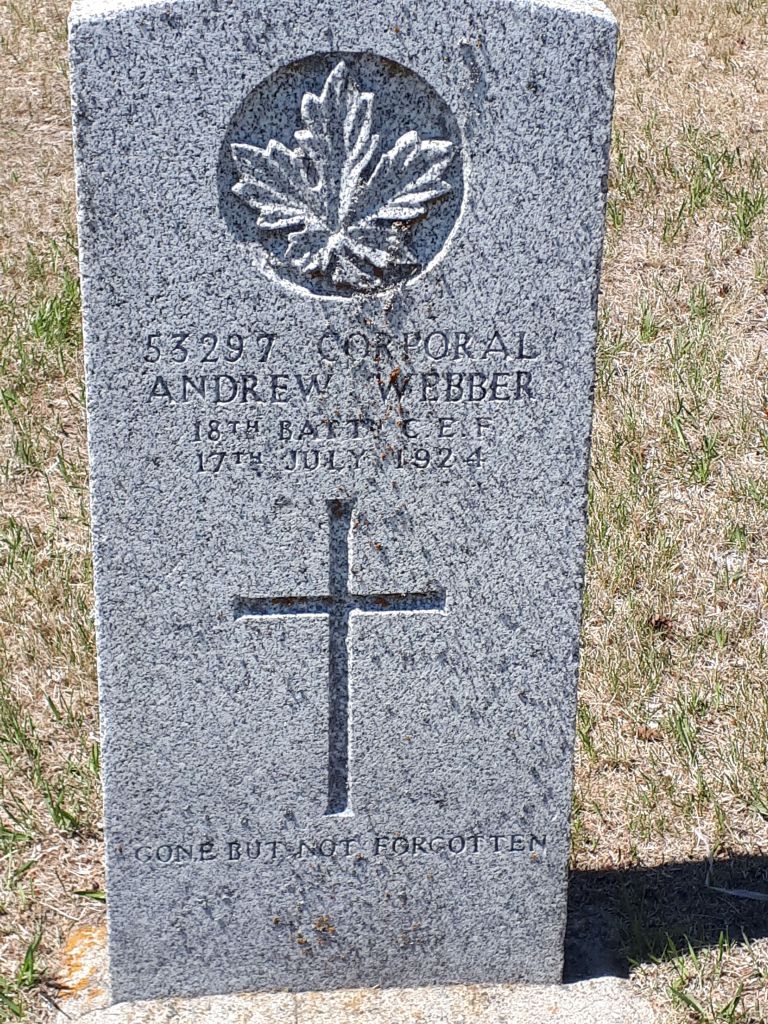 53297 CORPORAL
ANDREW WEBBER
18TH BATTN C.E.F.
17TH JULY 1924
GONE BUT NOT FORGOTTEN